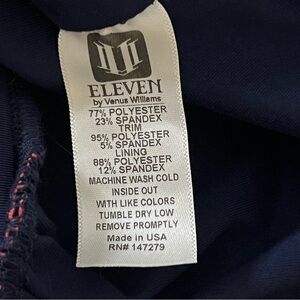 ELEVEN
by Venus Williams
77% POLYESTER
23% SPANDEX
TRIM
95% POLYESTER
5% SPANDEX
LINING
88% POLYESTER
12% SPANDEX
MACHINE WASH COLD
INSIDE OUT
WITH LIKE COLORS
TUMBLE DRY LOW
REMOVE PROMPTLY
Made in USA
RN# 147279